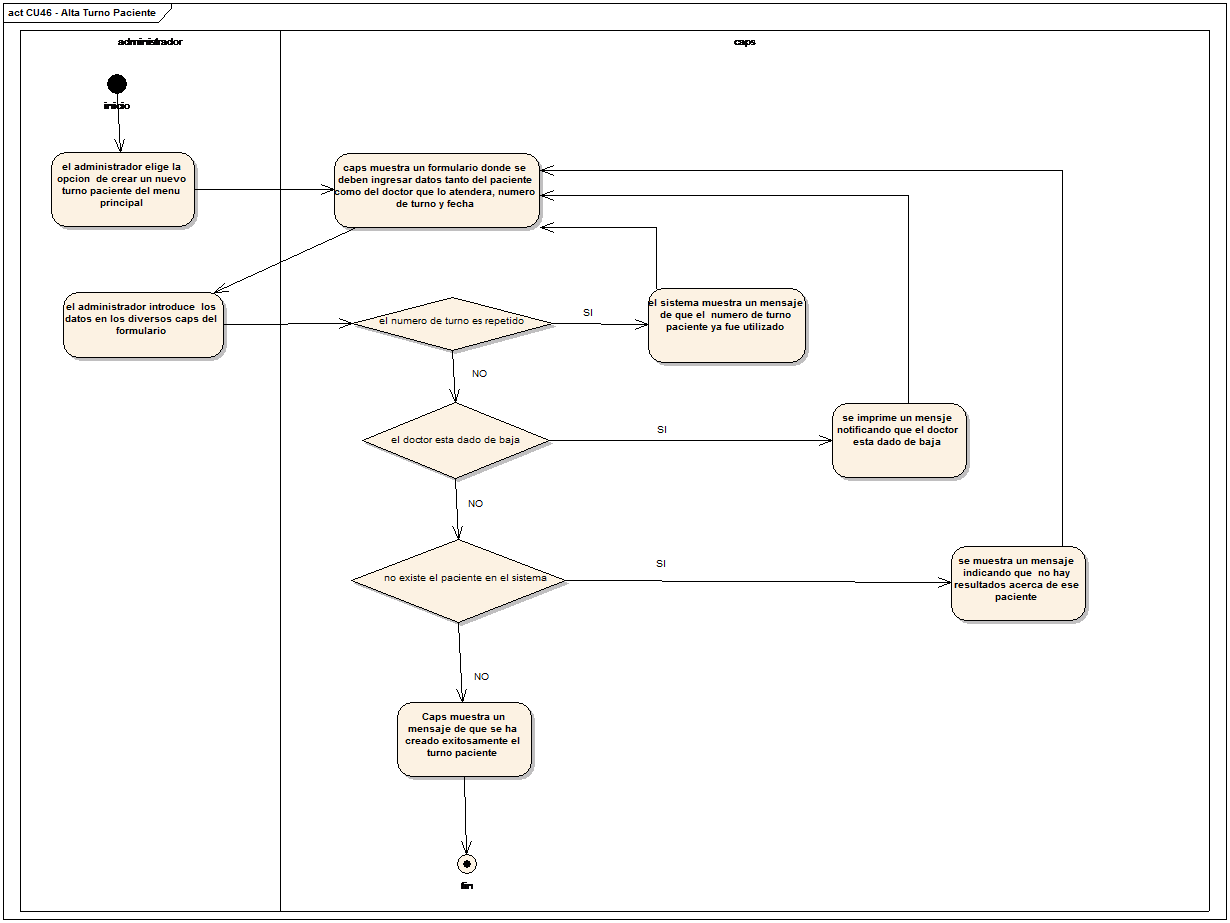 act CU46 - Alta Turno Paciente
administrador
caps
inicio
el administrador elige la
opcion de crear un nuevo
turno paciente del menu
principal
caps muestra un formulario donde se
deben ingresar datos tanto del paciente
como del doctor que lo atendera, numero
de turno y fecha
el administrador introduce los
datos en los diversos caps del
formulario
el numero de turno es repetido
SI
el sistema muestra un mensaje
de que el numero de turno
paciente ya fue utilizado
NO
el doctor esta dado de baja
SI
se imprime un mensje
notificando que el doctor
esta dado de baja
NO
no existe el paciente en el sistema
SI
se muestra un mensaje
indicando que no hay
resultados acerca de ese
paciente
NO
Caps muestra un
mensaje de que se ha
creado exitosamente el
turno paciente
fin